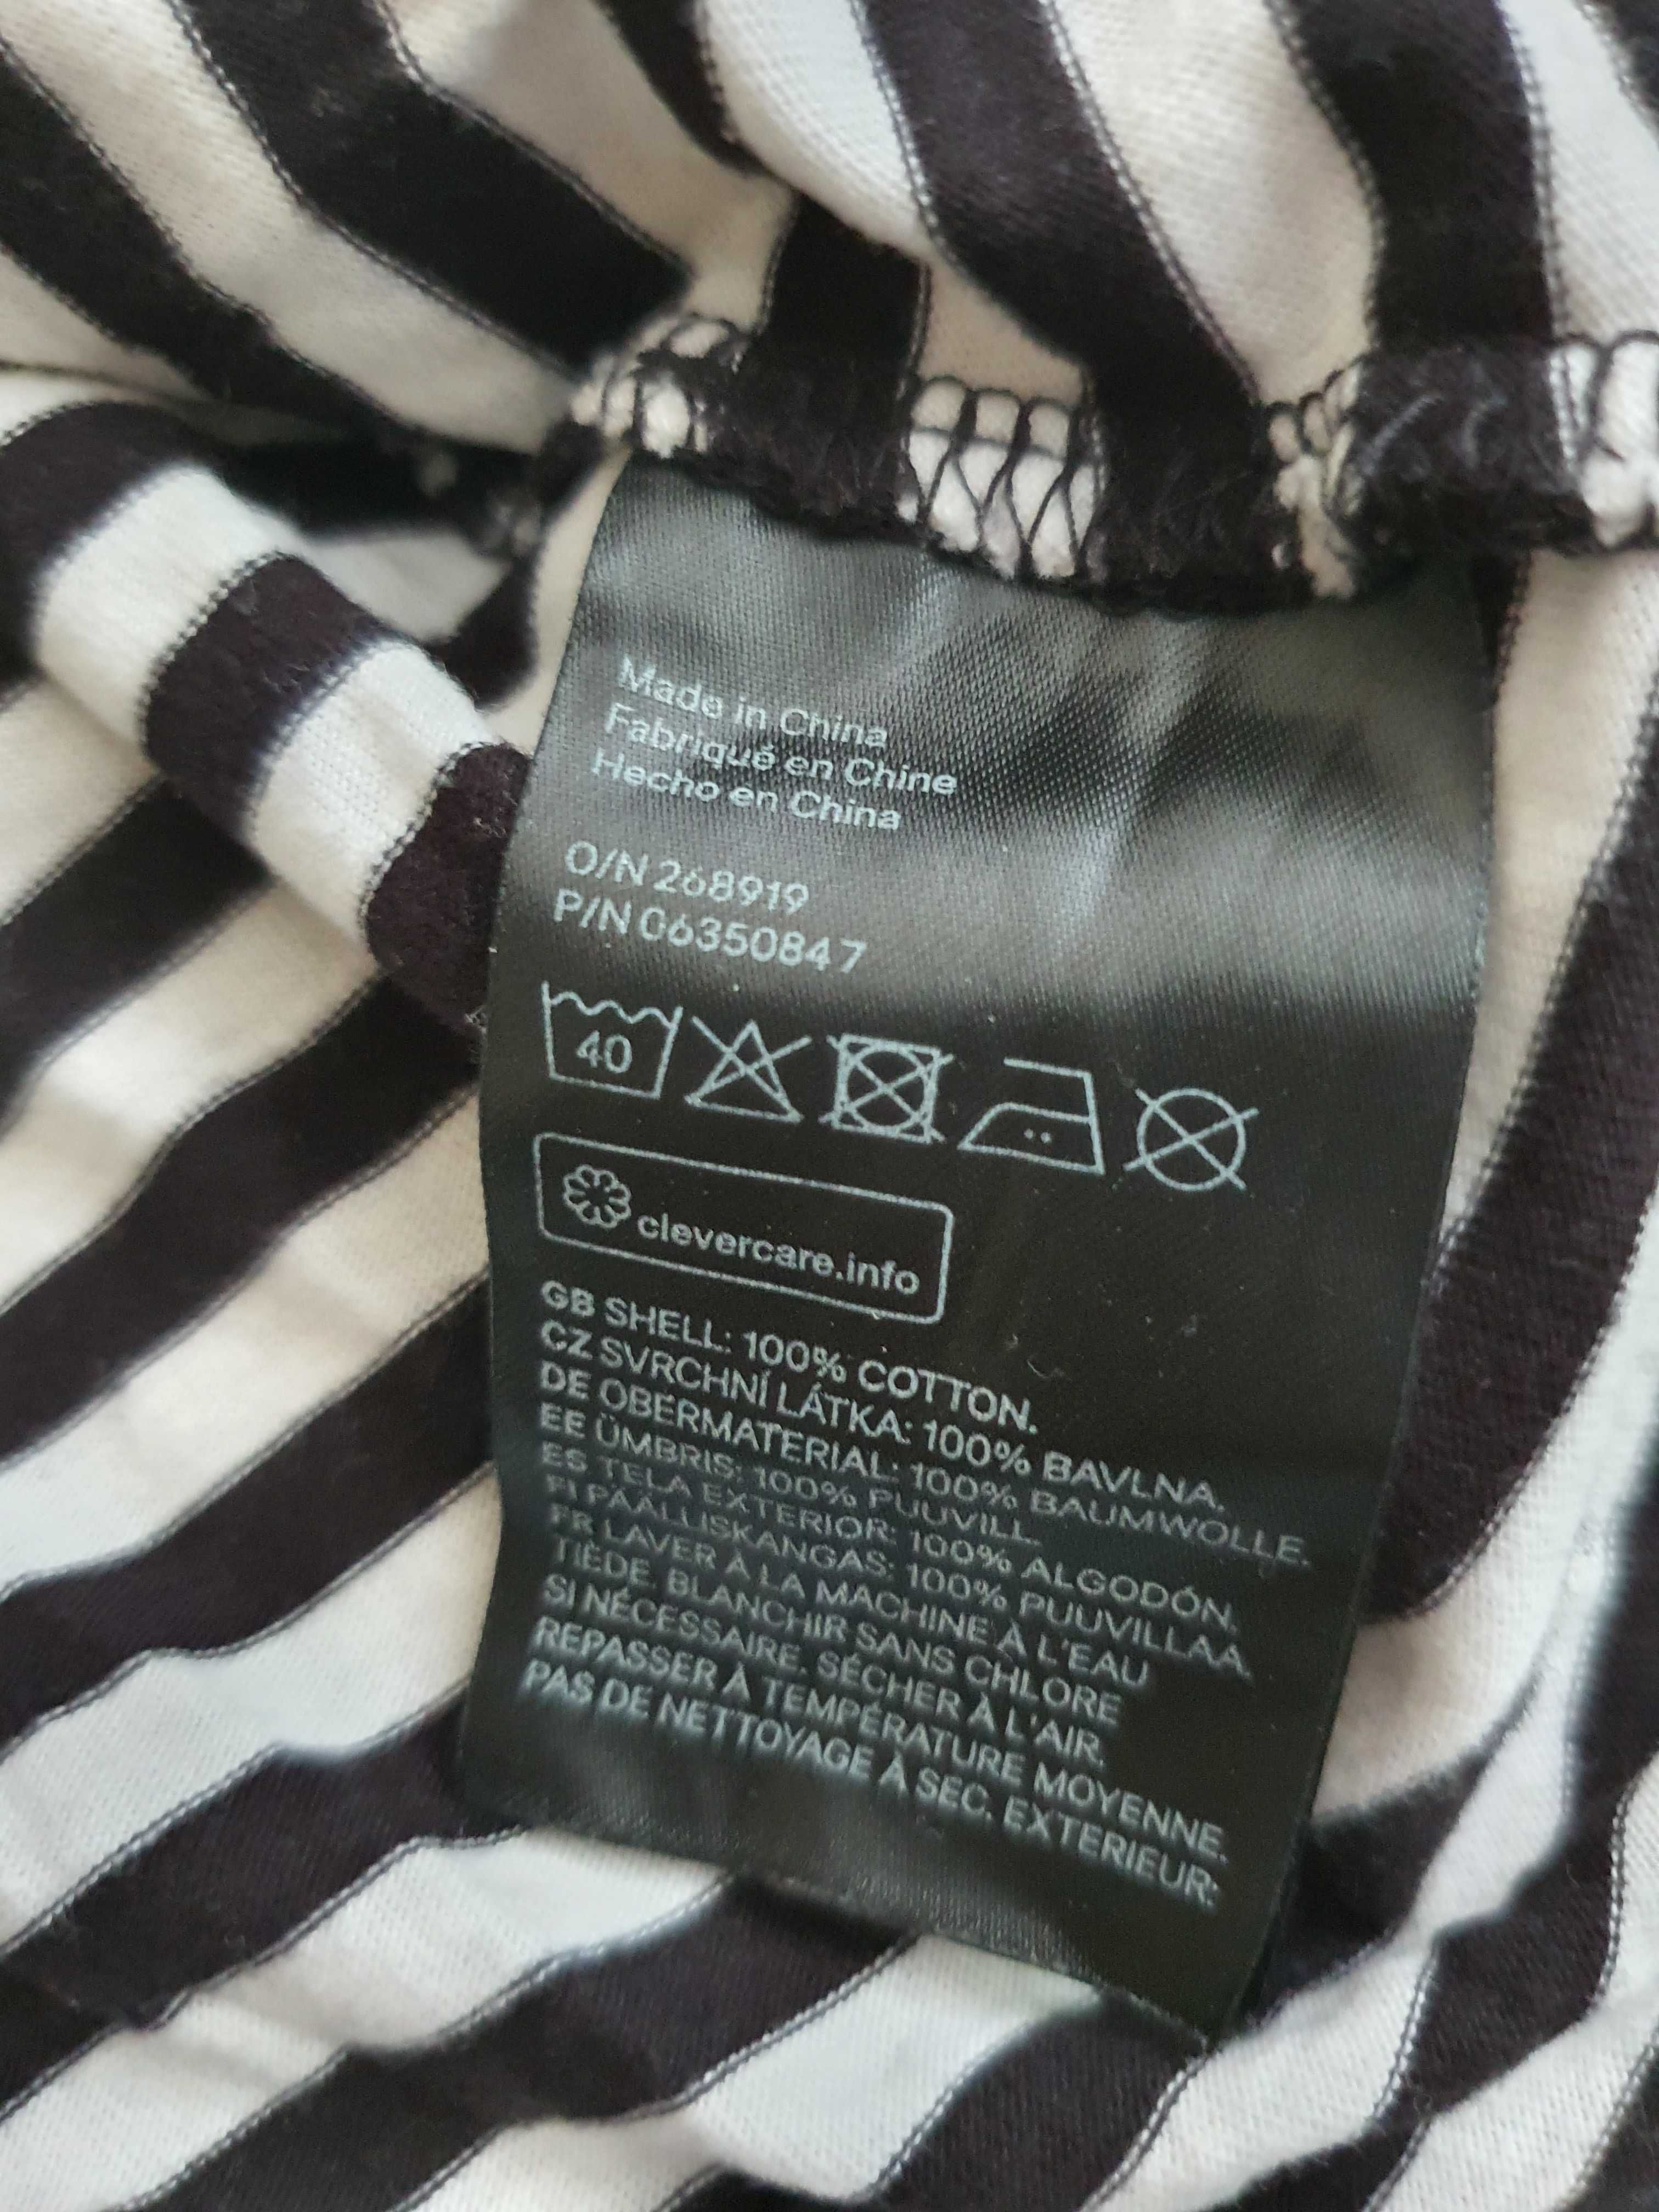 Made in China
Fabriqué en Chine
Hecho en China
O/N 268919
P/N 06350847
40
clevercare.info
GB SHELL: 100% COTTON.
CZ SVRCHNÍ LÁTKA: 100% BAVLNA.
DE OBERMATERIAL: 100% BAUMWOLLE.
EE ÜMBRIS: 100% PUUVILL.
ES TELA EXTERIOR: 100% ALGODÓN.
FI PÄÄLLISKANGAS: 100% PUUVILLAA.
FR LAVER À LA MACHINE À L'EAU
TIÈDE. BLANCHIR SANS CHLORE
SI NÉCESSAIRE. SÉCHER À L'AIR.
REPASSER À TEMPÉRATURE MOYENNE.
PAS DE NETTOYAGE À SEC. EXTERIEUR: